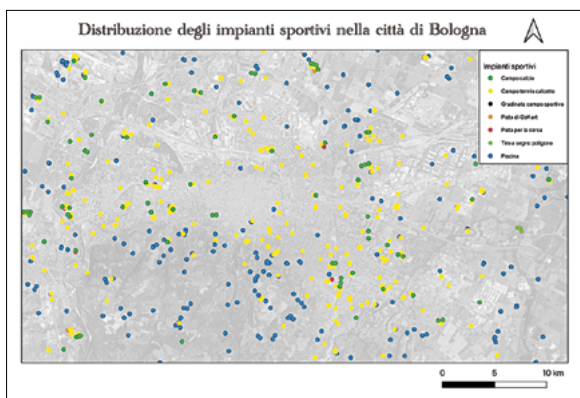 Distribuzione degli impianti sportivi nella città di Bologna
Impianti sportivi
Campo calcio
Campo tennis calcetto
Gradinate campo sportivo
Pista di GoKart
Pista per la corsa
Tiro a segno poligono
Piscina
0 5 10 km